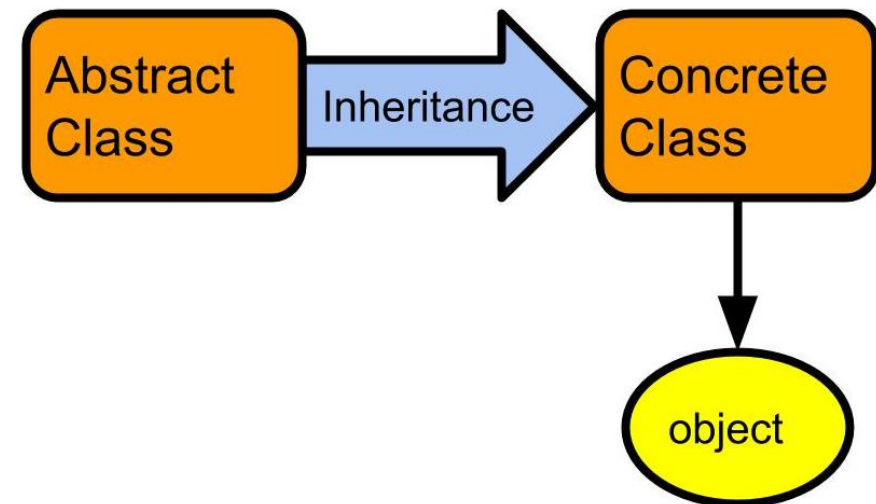 Abstract
Class
Inheritance
Concrete
Class
object